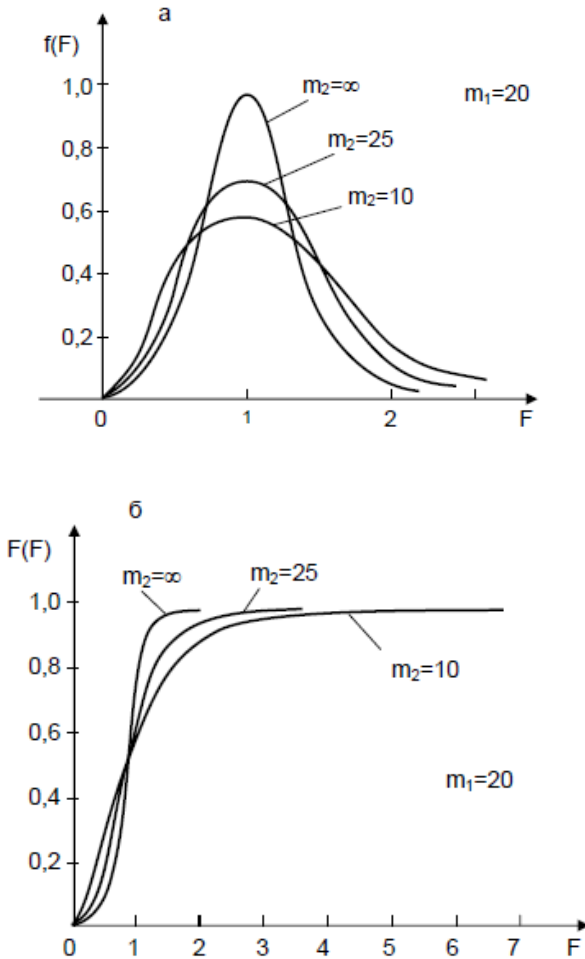 а
f(F)
m₂=∞
m₁=20
1,0
m₂=25
0,8
m₂=10
0,6
0,4
0,2
0 1 2 F
б
F(F)
m₂=∞ m₂=25
1,0
0,8
m₂=10
0,6
0,4
m₁=20
0,2
0 1 2 3 4 5 6 7 F